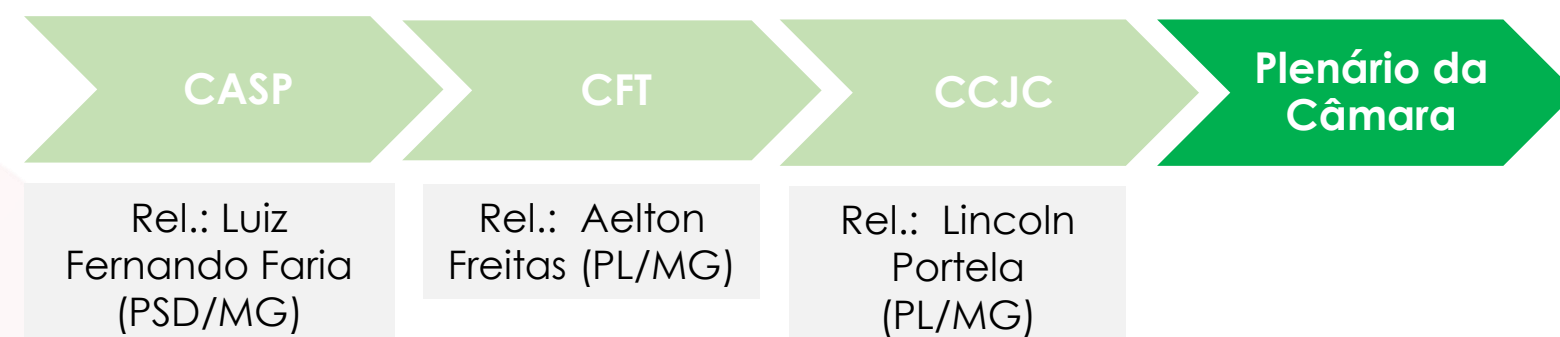 CASP
CFT
CCJC
Plenário da
Câmara
Rel.: Luiz
Fernando Faria
(PSD/MG)
Rel.: Aelton
Freitas (PL/MG)
Rel.: Lincoln
Portela
(PL/MG)